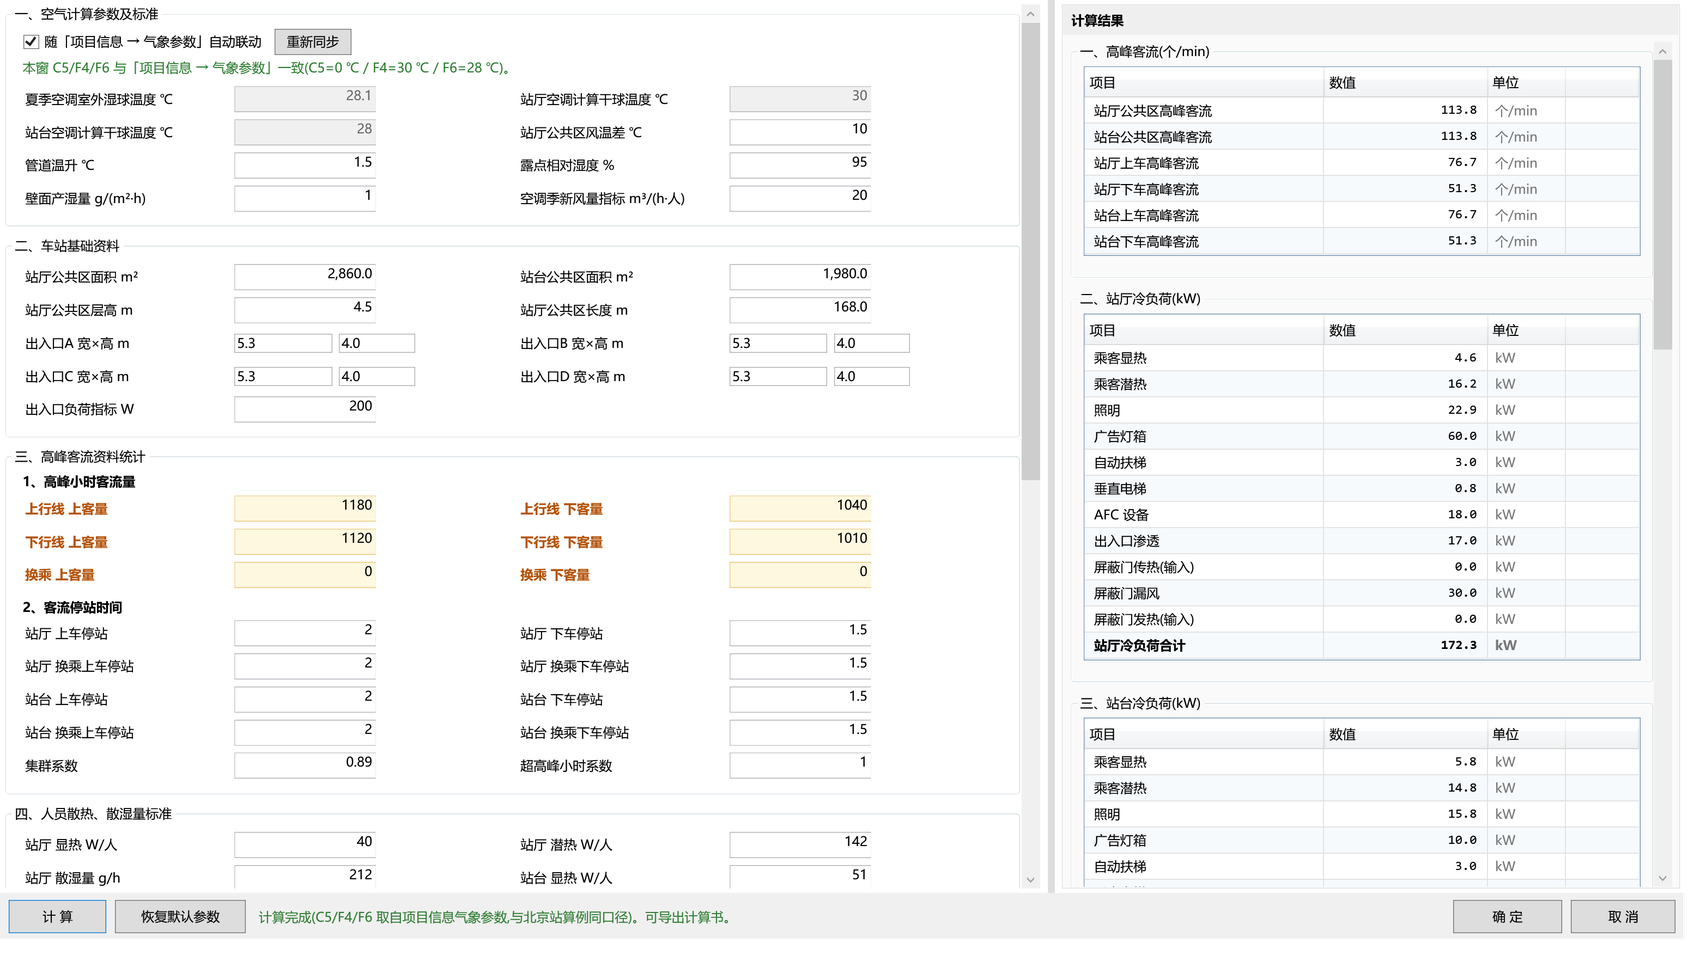 一、空气计算参数及标准
随「项目信息 → 气象参数」自动联动 重新同步
本窗 C5/F4/F6 与「项目信息 → 气象参数」一致(C5=0 ℃ / F4=30 ℃ / F6=28 ℃)。
夏季空调室外湿球温度 ℃ 28.1 站厅空调计算干球温度 ℃ 30
站台空调计算干球温度 ℃ 28 站厅公共区风温差 ℃ 10
管道温升 ℃ 1.5 露点相对湿度 % 95
壁面产湿量 g/(m²·h) 1 空调季新风量指标 m³/(h·人) 20
二、车站基础资料
站厅公共区面积 m² 2,860.0 站台公共区面积 m² 1,980.0
站厅公共区层高 m 4.5 站厅公共区长度 m 168.0
出入口A 宽×高 m 5.3 4.0 出入口B 宽×高 m 5.3 4.0
出入口C 宽×高 m 5.3 4.0 出入口D 宽×高 m 5.3 4.0
出入口负荷指标 W 200
三、高峰客流资料统计
1、高峰小时客流量
上行线 上客量 1180 上行线 下客量 1040
下行线 上客量 1120 下行线 下客量 1010
换乘 上客量 0 换乘 下客量 0
2、客流停站时间
站厅 上车停站 2 站厅 下车停站 1.5
站厅 换乘上车停站 2 站厅 换乘下车停站 1.5
站台 上车停站 2 站台 下车停站 1.5
站台 换乘上车停站 2 站台 换乘下车停站 1.5
集群系数 0.89 超高峰小时系数 1
四、人员散热、散湿量标准
站厅 显热 W/人 40 站厅 潜热 W/人 142
站厅 散湿量 g/h 212 站台 显热 W/人 51
计算结果
一、高峰客流(个/min)
项目 数值 单位
站厅公共区高峰客流 113.8 个/min
站台公共区高峰客流 113.8 个/min
站厅上车高峰客流 76.7 个/min
站厅下车高峰客流 51.3 个/min
站台上车高峰客流 76.7 个/min
站台下车高峰客流 51.3 个/min
二、站厅冷负荷(kW)
项目 数值 单位
乘客显热 4.6 kW
乘客潜热 16.2 kW
照明 22.9 kW
广告灯箱 60.0 kW
自动扶梯 3.0 kW
垂直电梯 0.8 kW
AFC 设备 18.0 kW
出入口渗透 17.0 kW
屏蔽门传热(输入) 0.0 kW
屏蔽门漏风 30.0 kW
屏蔽门发热(输入) 0.0 kW
站厅冷负荷合计 172.3 kW
三、站台冷负荷(kW)
项目 数值 单位
乘客显热 5.8 kW
乘客潜热 14.8 kW
照明 15.8 kW
广告灯箱 10.0 kW
自动扶梯 3.0 kW
计 算 恢复默认参数 计算完成(C5/F4/F6 取自项目信息气象参数,与北京站算例同口径)。可导出计算书。 确 定 取 消